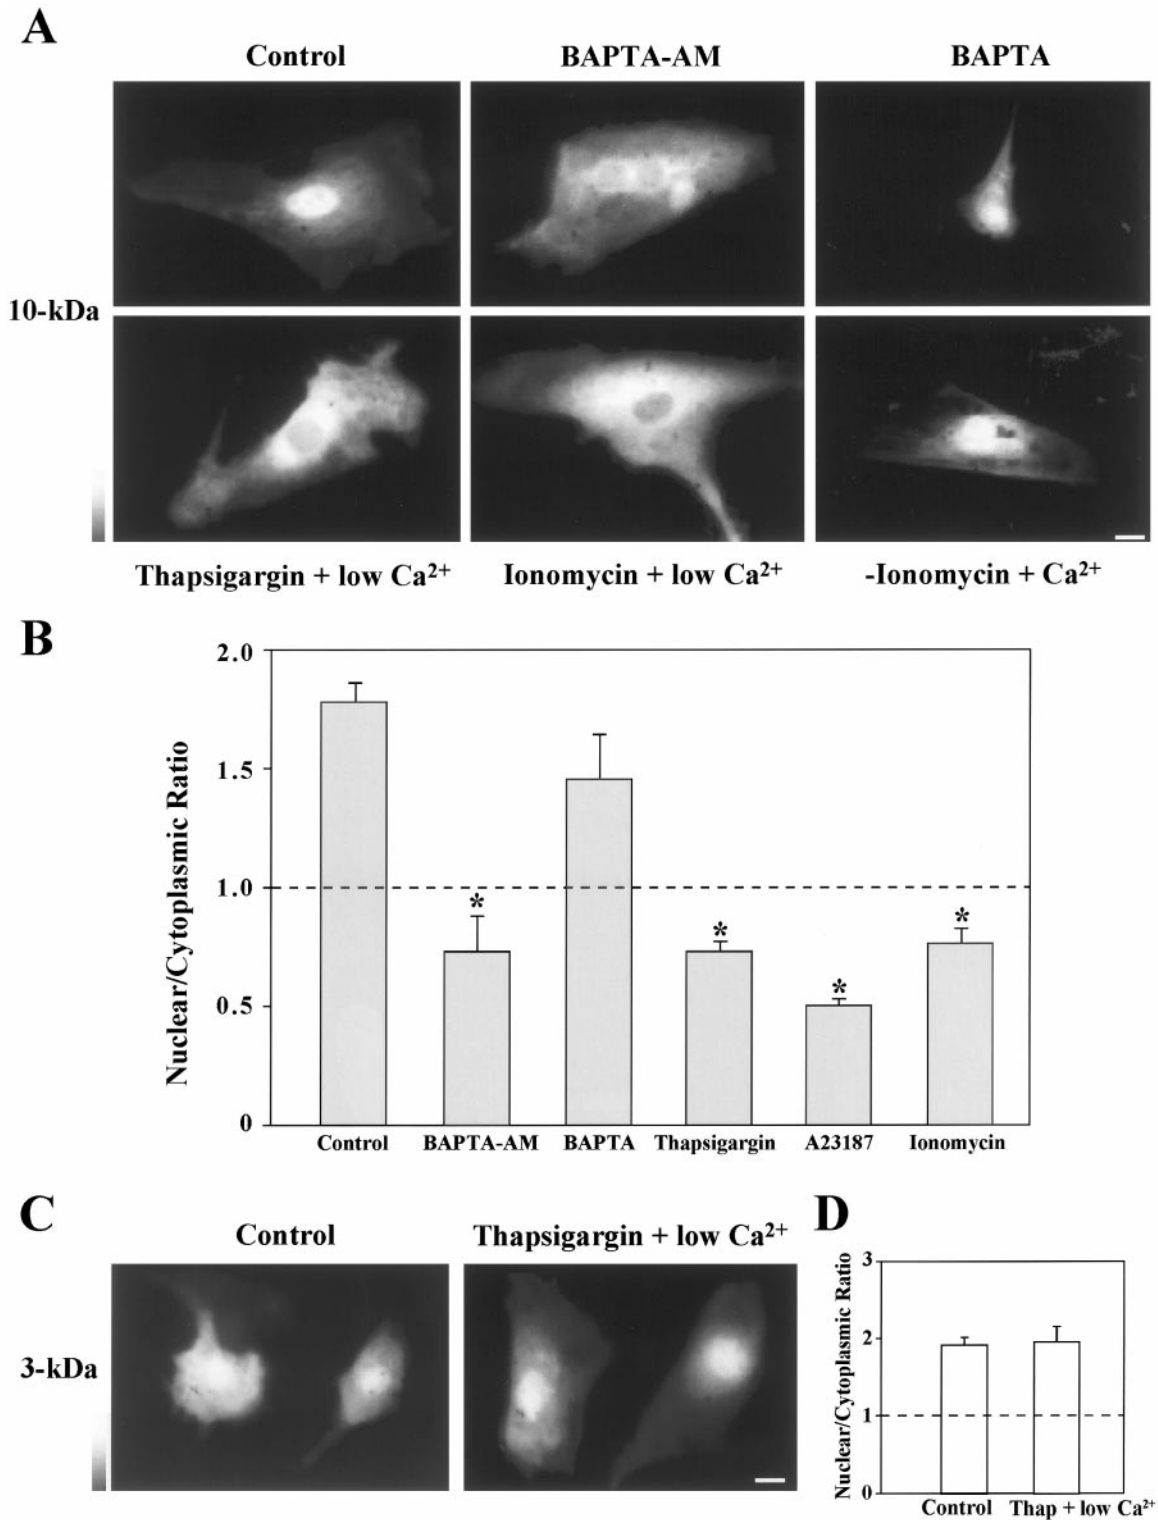 A
Control BAPTA-AM BAPTA
10-kDa
Thapsigargin + low Ca²⁺ Ionomycin + low Ca²⁺ -Ionomycin + Ca²⁺
B
2.0
1.5
1.0
0.5
0
Nuclear/Cytoplasmic Ratio
* * * *
Control BAPTA-AM BAPTA Thapsigargin A23187 Ionomycin
C
Control Thapsigargin + low Ca²⁺
3-kDa
D
3
2
1
0
Nuclear/Cytoplasmic Ratio
Control Thap + low Ca²⁺